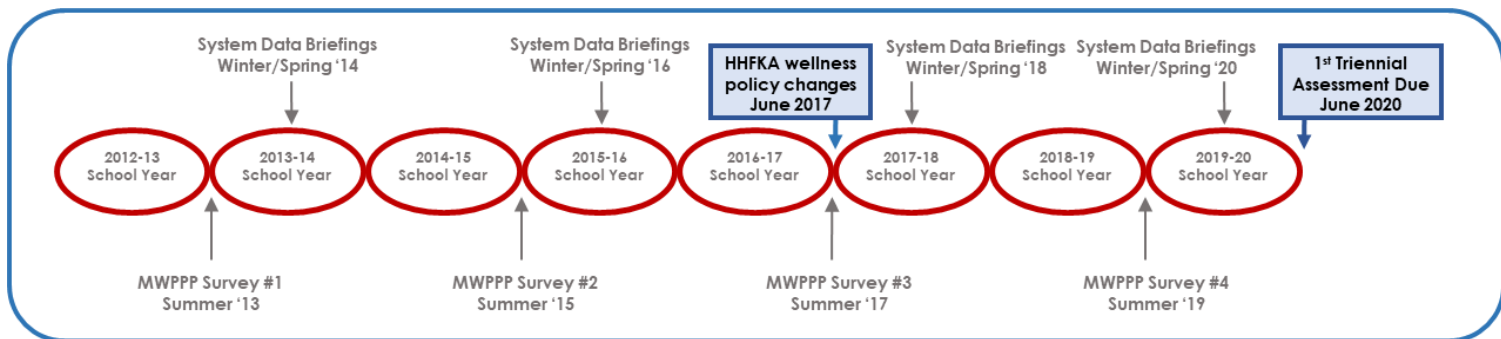 System Data Briefings
Winter/Spring ‘14
System Data Briefings
Winter/Spring ‘16
HHFKA wellness
policy changes
June 2017
System Data Briefings
Winter/Spring ‘18
System Data Briefings
Winter/Spring ‘20
1st Triennial
Assessment Due
June 2020
2012-13
School Year
2013-14
School Year
2014-15
School Year
2015-16
School Year
2016-17
School Year
2017-18
School Year
2018-19
School Year
2019-20
School Year
MWPPP Survey #1
Summer ‘13
MWPPP Survey #2
Summer ‘15
MWPPP Survey #3
Summer ‘17
MWPPP Survey #4
Summer ‘19